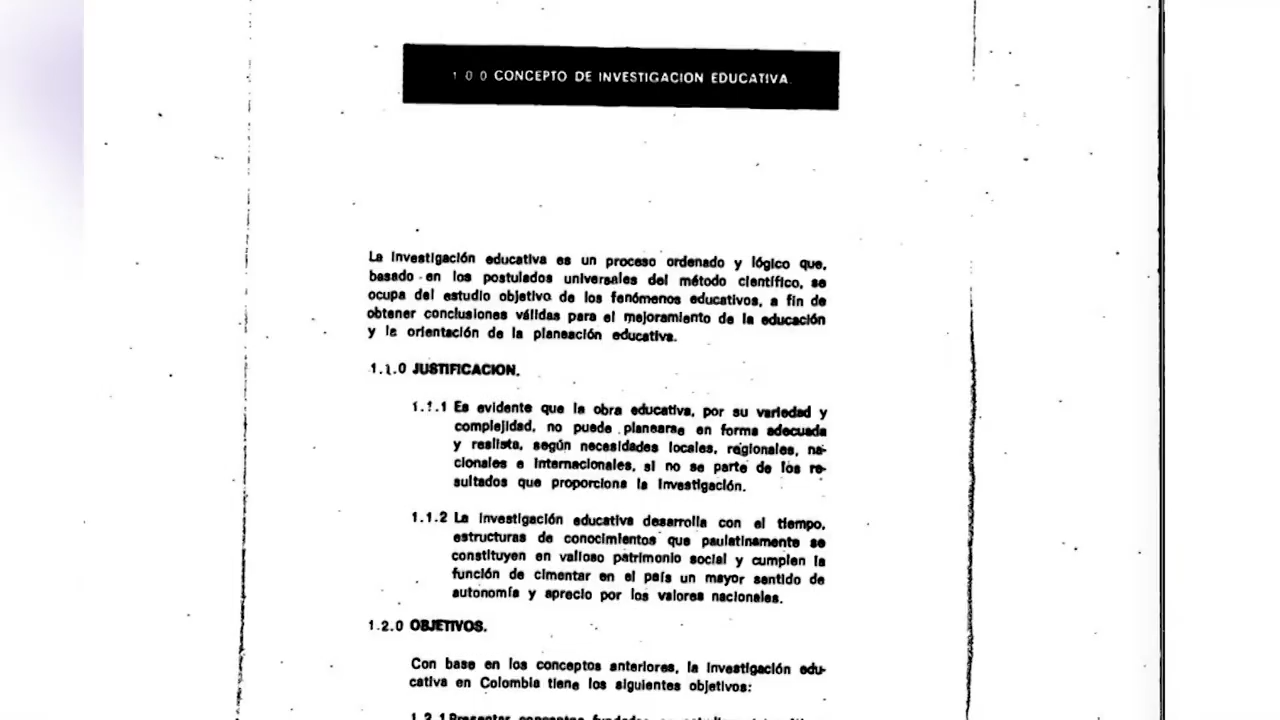 1 0 0 CONCEPTO DE INVESTIGACION EDUCATIVA.
La investigación educativa es un proceso ordenado y lógico que,
basado en los postulados universales del método científico, se
ocupa del estudio objetivo de los fenómenos educativos, a fin de
obtener conclusiones válidas para el mejoramiento de la educación
y la orientación de la planeación educativa.
1.1.0 JUSTIFICACION.
1.1.1 Es evidente que la obra educativa, por su variedad y
complejidad, no puede planearse en forma adecuada
y realista, según necesidades locales, regionales, na-
cionales e internacionales, si no se parte de los re-
sultados que proporciona la investigación.
1.1.2 La investigación educativa desarrolla con el tiempo,
estructuras de conocimientos que paulatinamente se
constituyen en valioso patrimonio social y cumplen la
función de cimentar en el país un mayor sentido de
autonomía y aprecio por los valores nacionales.
1.2.0 OBJETIVOS.
Con base en los conceptos anteriores, la investigación edu-
cativa en Colombia tiene los siguientes objetivos:
1.2.1 Presentar conceptos fundados